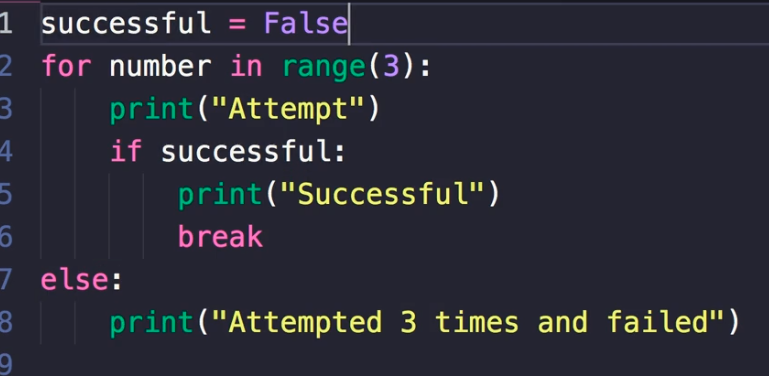 1 successful = False
2 for number in range(3):
3     print("Attempt")
4     if successful:
5         print("Successful")
6         break
7 else:
8     print("Attempted 3 times and failed")
9